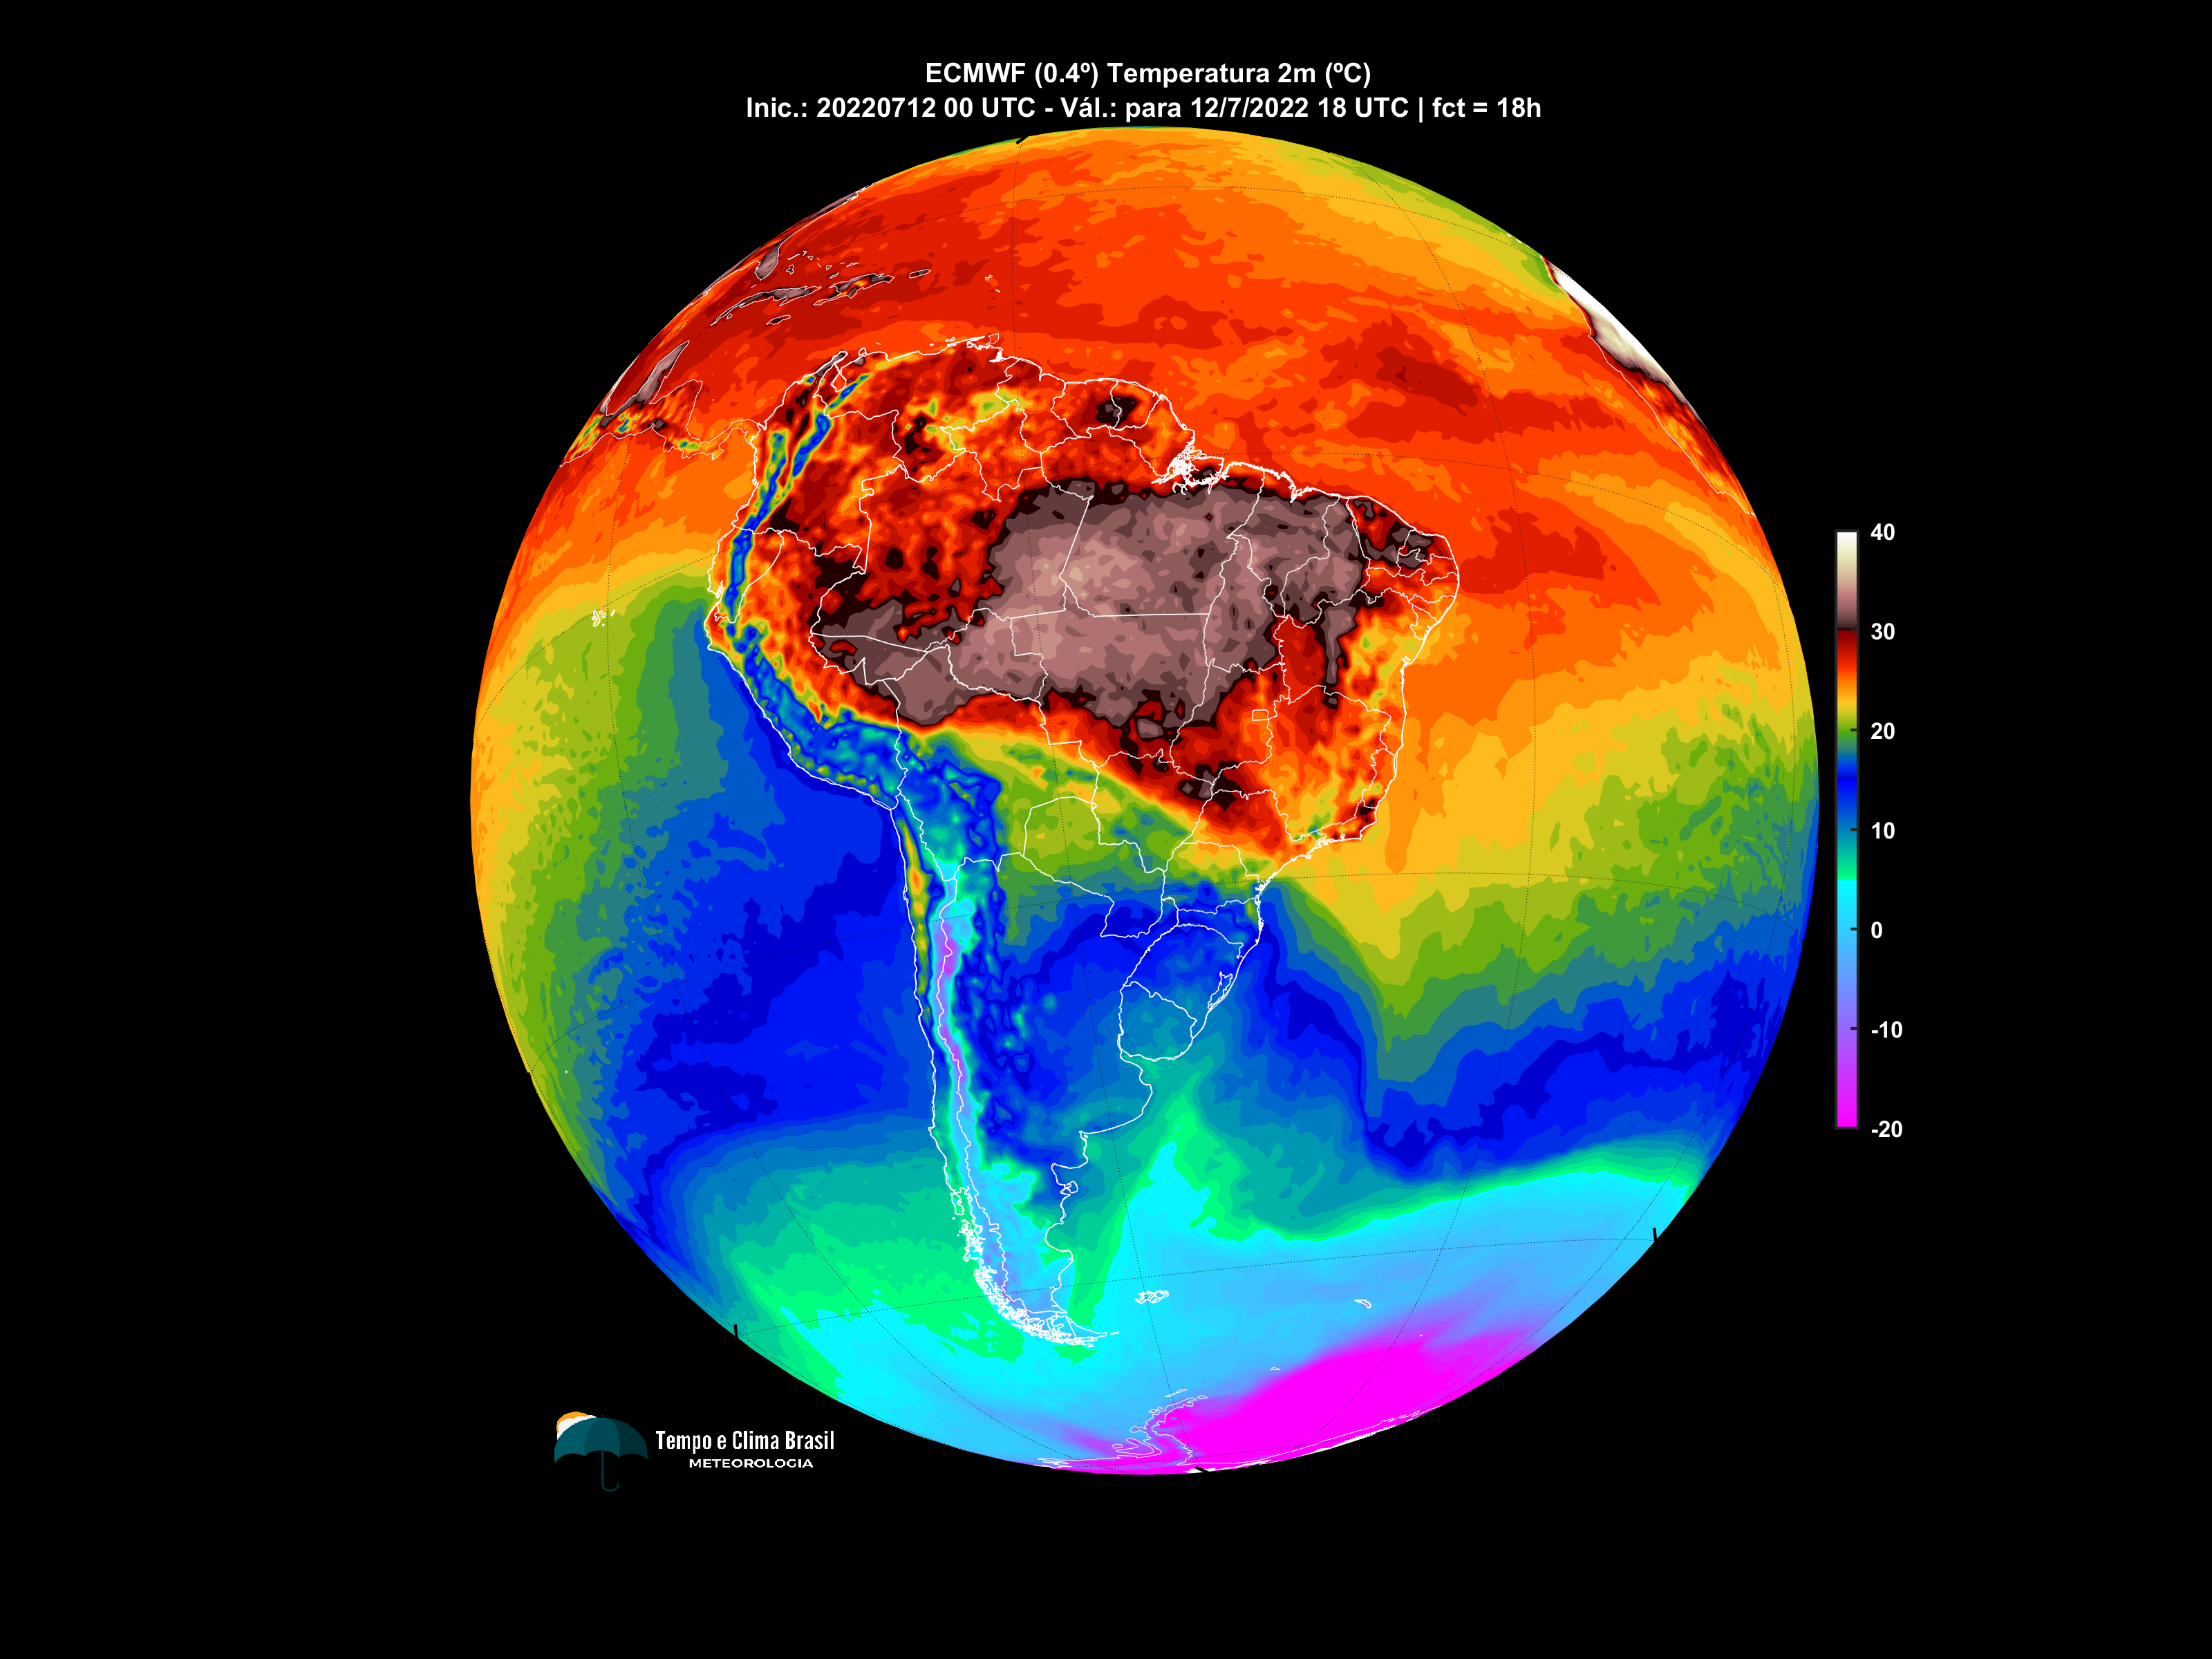 ECMWF (0.4º) Temperatura 2m (ºC)
Inic.: 20220712 00 UTC - Vál.: para 12/7/2022 18 UTC | fct = 18h
40
30
20
10
0
-10
-20
Tempo e Clima Brasil
METEOROLOGIA